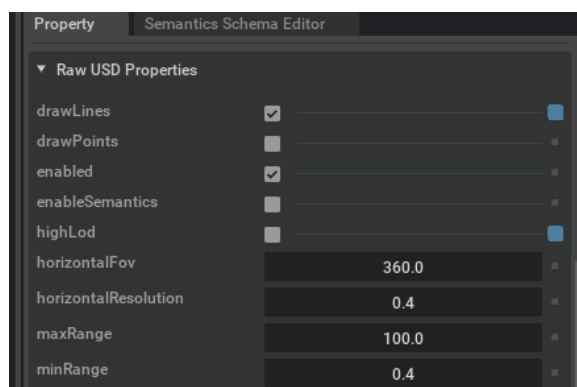 Property Semantics Schema Editor
Raw USD Properties
drawLines
drawPoints
enabled
enableSemantics
highLod
horizontalFov 360.0
horizontalResolution 0.4
maxRange 100.0
minRange 0.4